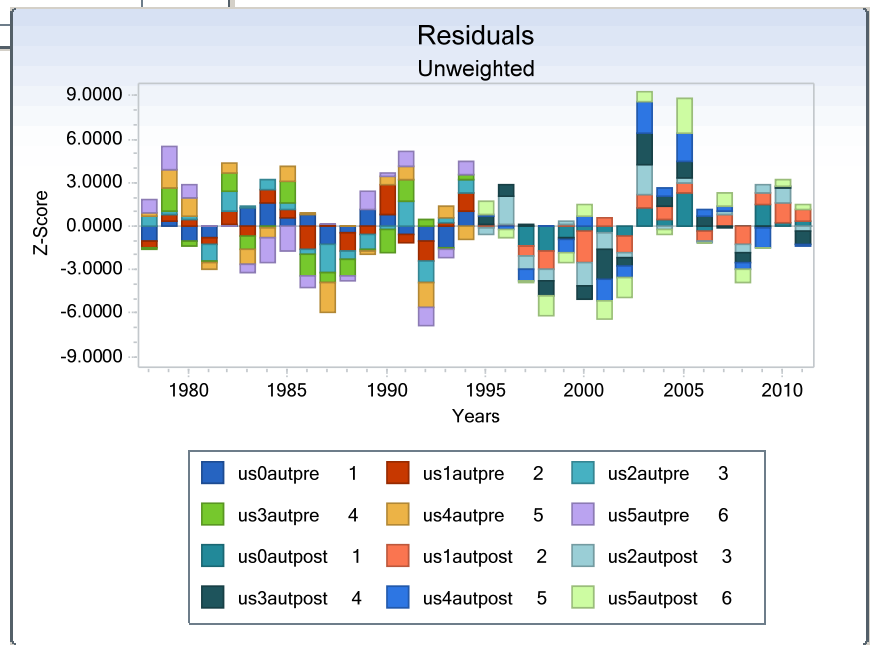 Residuals
Unweighted
9.0000
6.0000
3.0000
0.0000
-3.0000
-6.0000
-9.0000
Z-Score
1980 1985 1990 1995 2000 2005 2010
Years
us0autpre 1 us1autpre 2 us2autpre 3
us3autpre 4 us4autpre 5 us5autpre 6
us0autpost 1 us1autpost 2 us2autpost 3
us3autpost 4 us4autpost 5 us5autpost 6